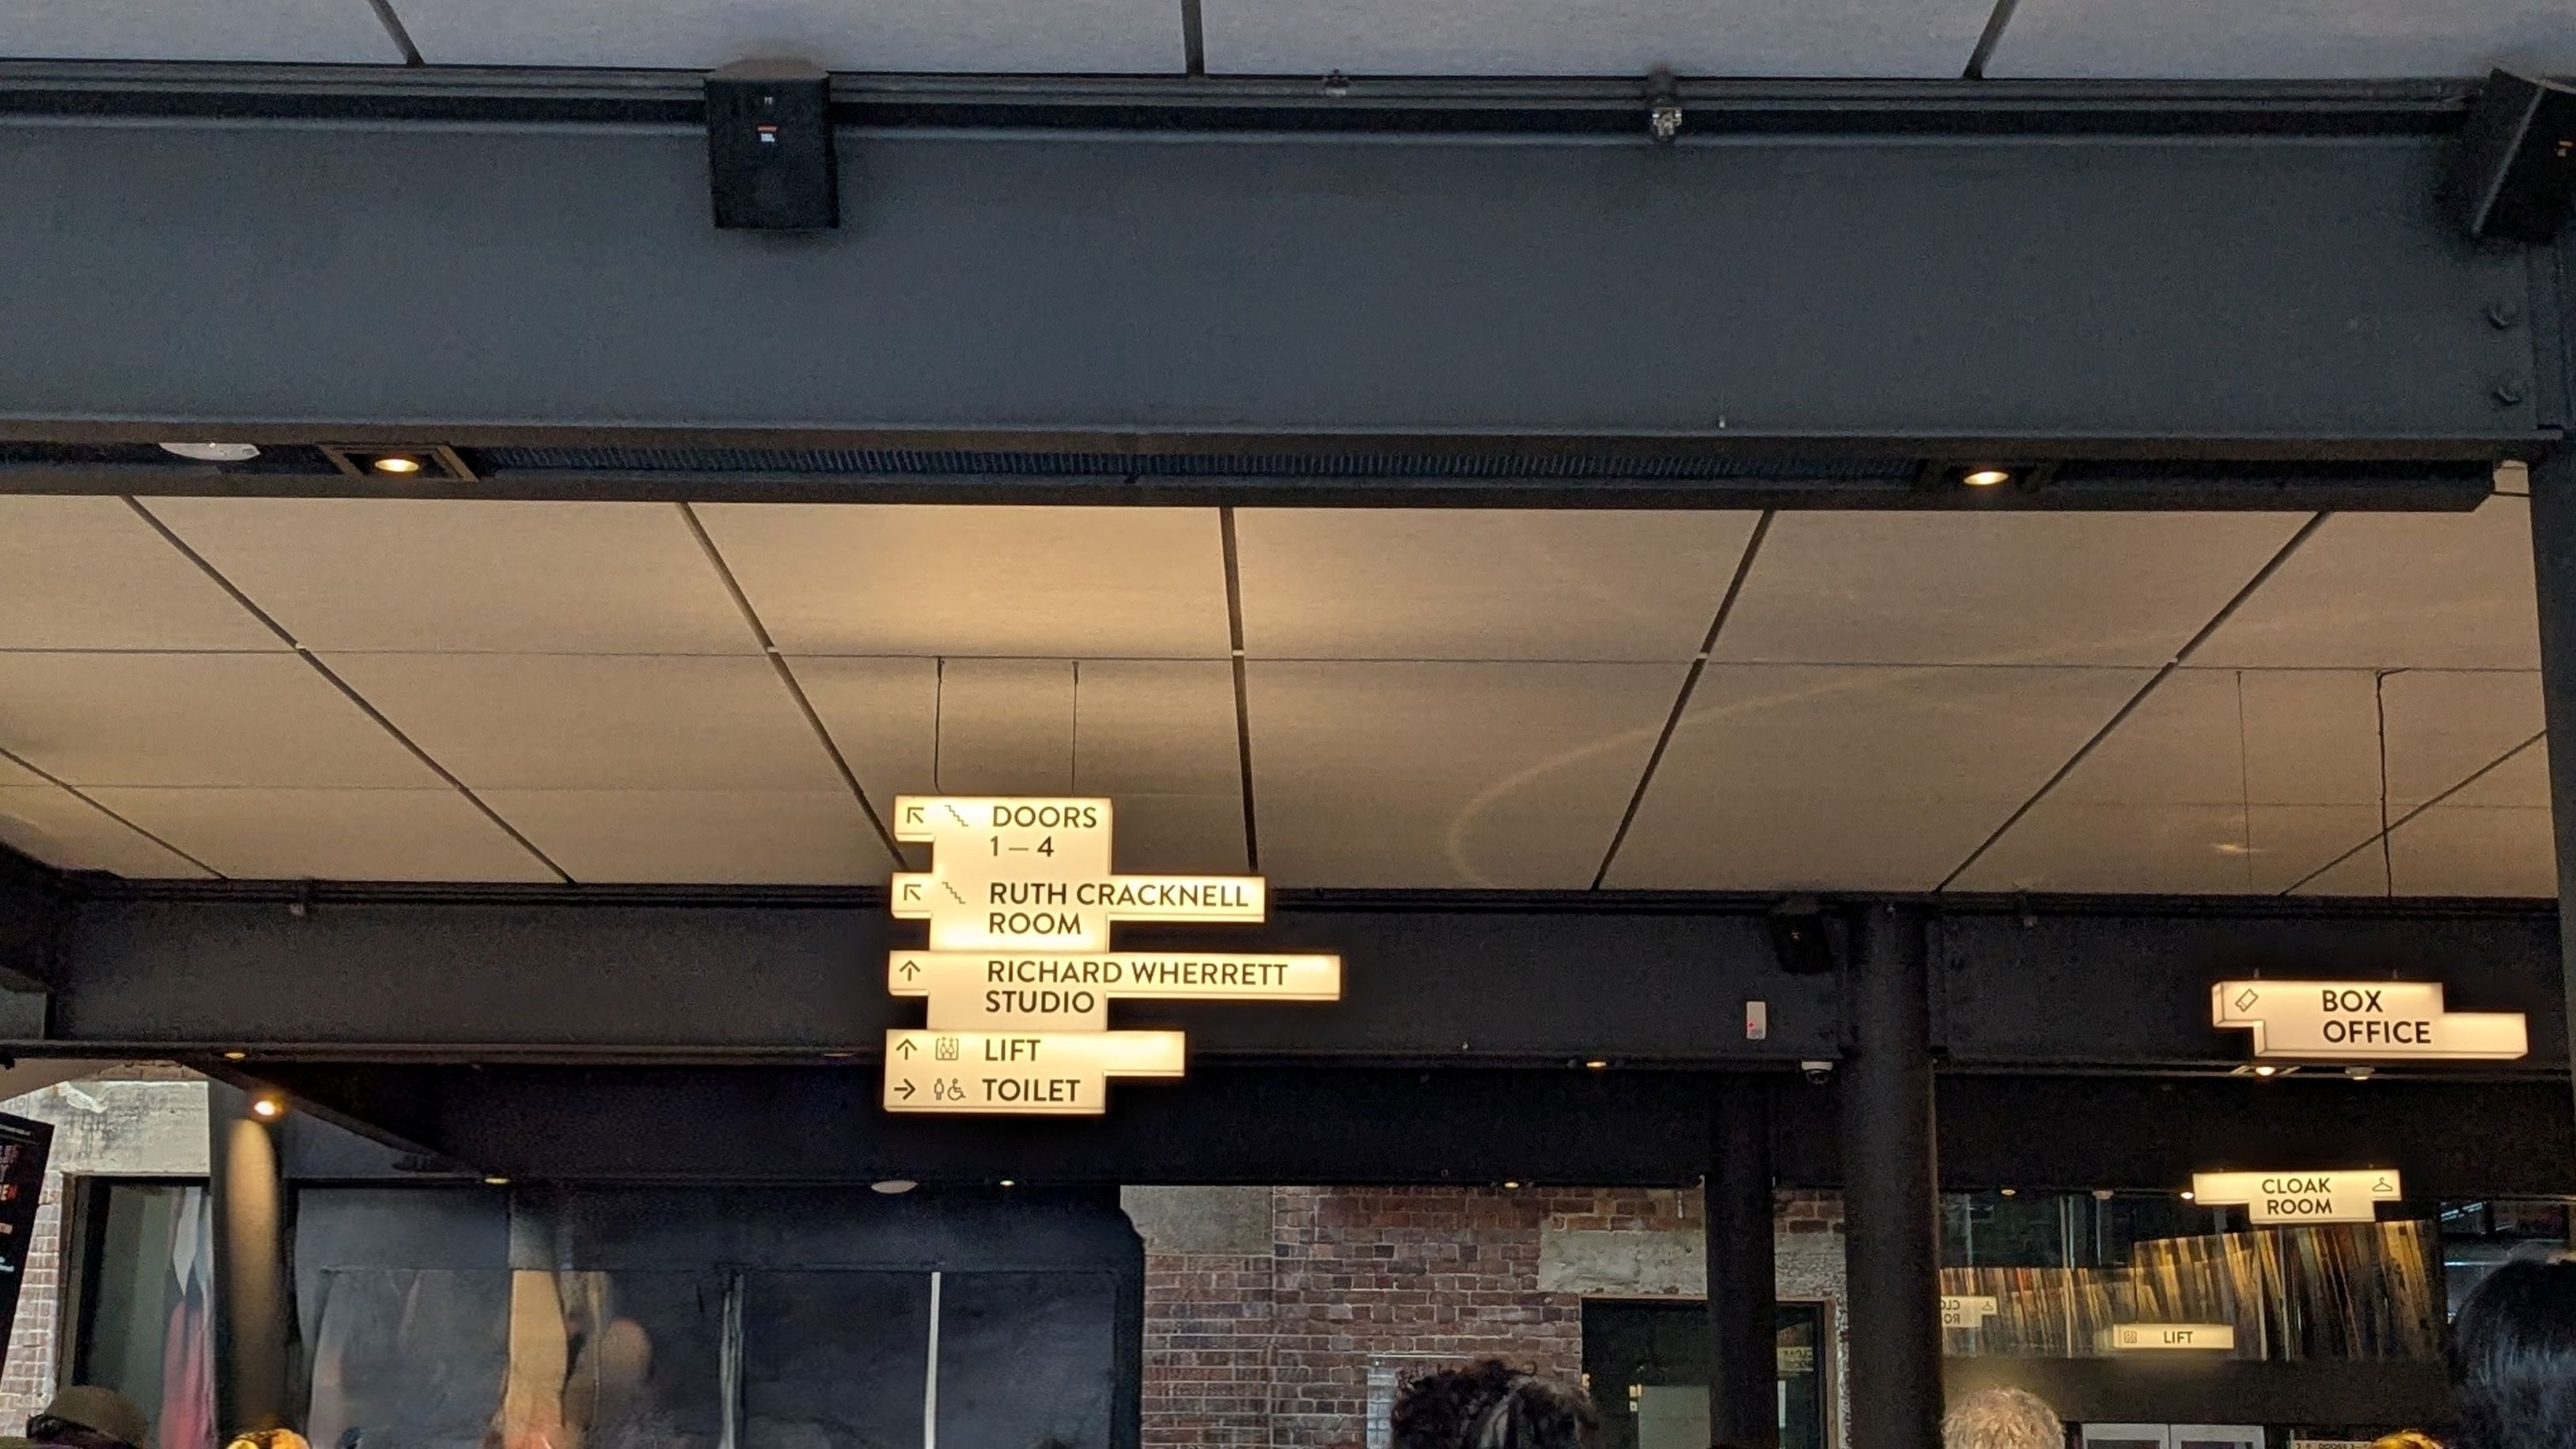 DOORS
1 – 4
RUTH CRACKNELL
ROOM
RICHARD WHERRETT
STUDIO
LIFT
TOILET
BOX
OFFICE
CLOAK
ROOM
LIFT